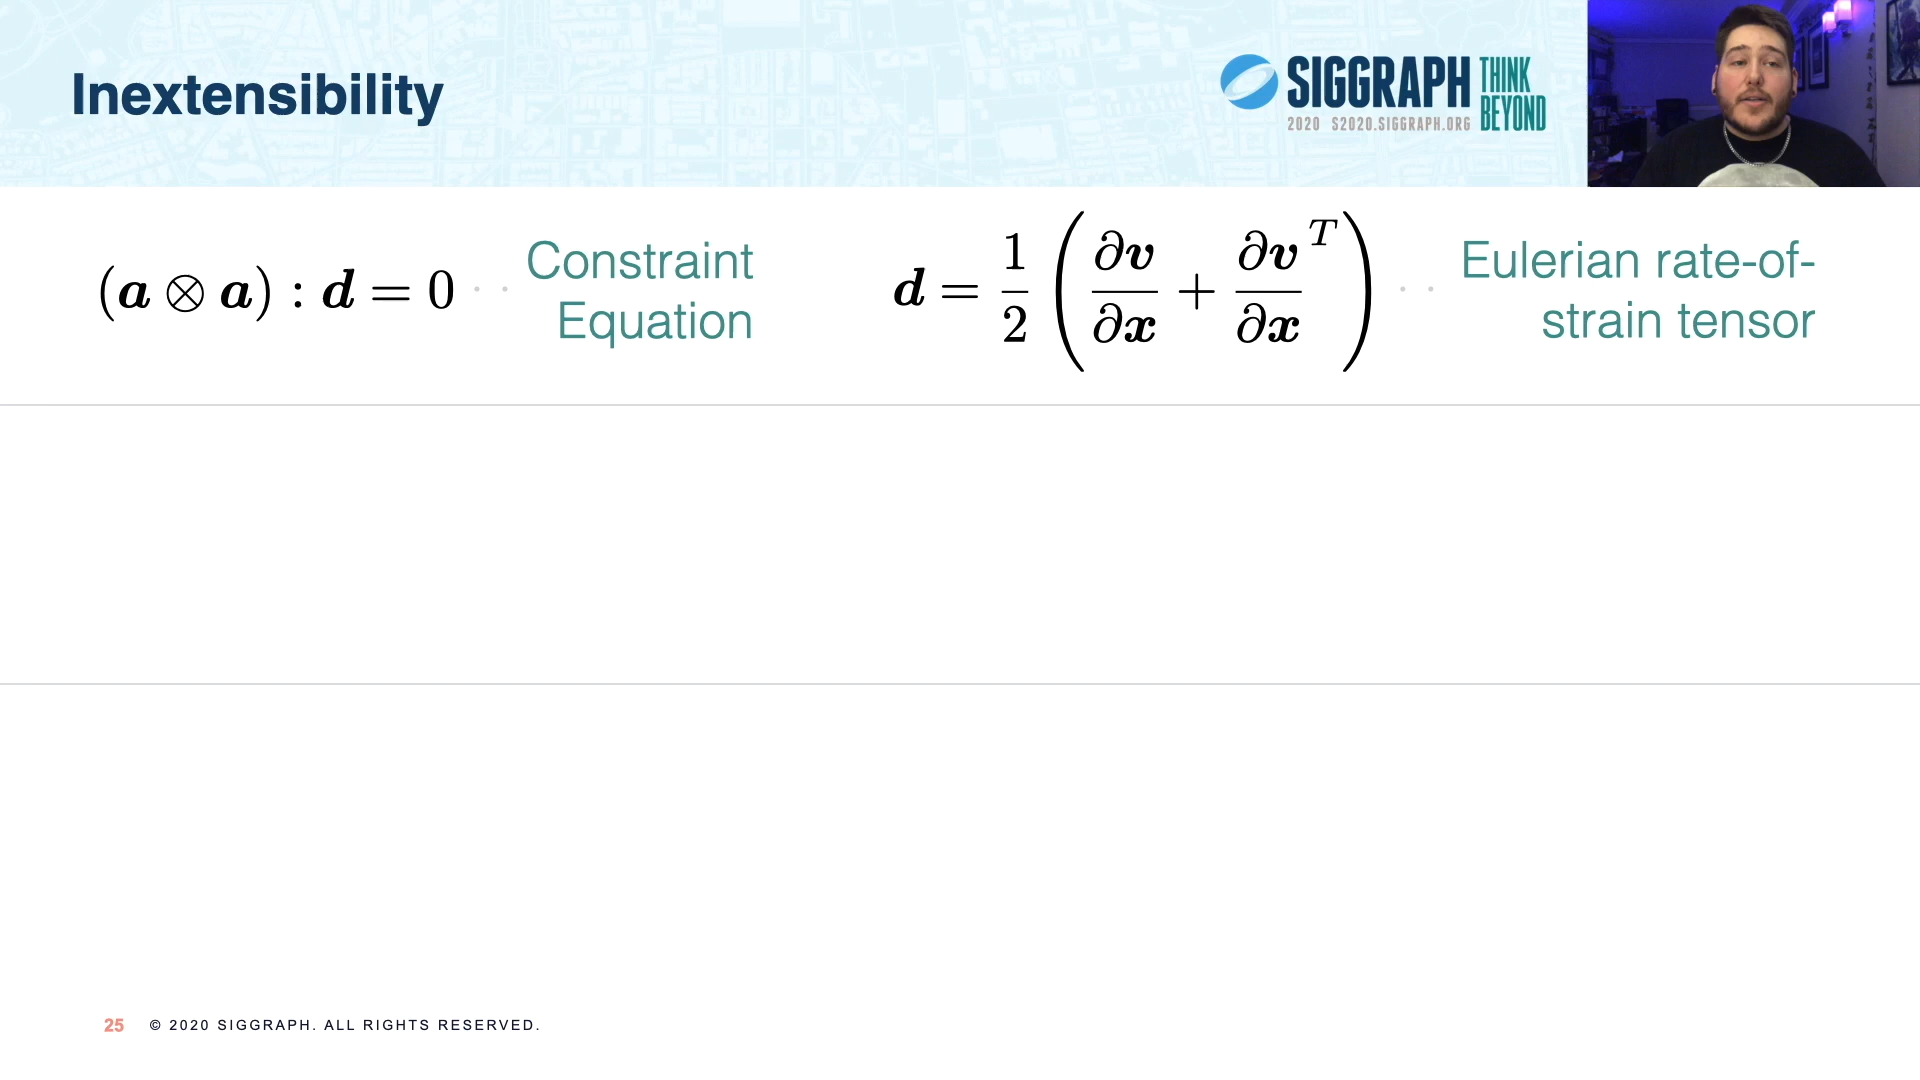 Inextensibility
SIGGRAPH THINK BEYOND
2020 S2020.SIGGRAPH.ORG
(𝒂 ⊗ 𝒂) : 𝒅 = 0 · · Constraint Equation
𝒅 = 1/2 (∂𝒗/∂𝒙 + ∂𝒗/∂𝒙ᵀ) · · Eulerian rate-of-
strain tensor
25 © 2020 SIGGRAPH. ALL RIGHTS RESERVED.